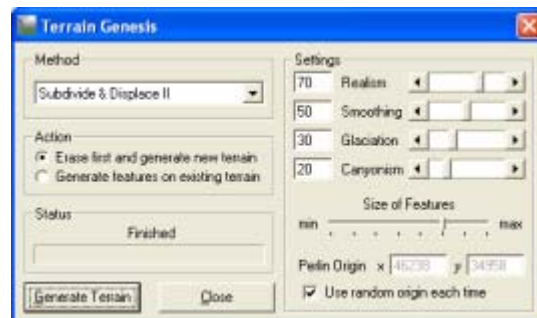 Terrain Genesis
Method
Subdivide & Displace II
Action
Erase first and generate new terrain
Generate features on existing terrain
Status
Finished
Generate Terrain
Close
Settings
70 Realism
50 Smoothing
30 Glaciation
20 Canyonism
Size of Features
min max
Perlin Origin x 46238 y 34958
Use random origin each time